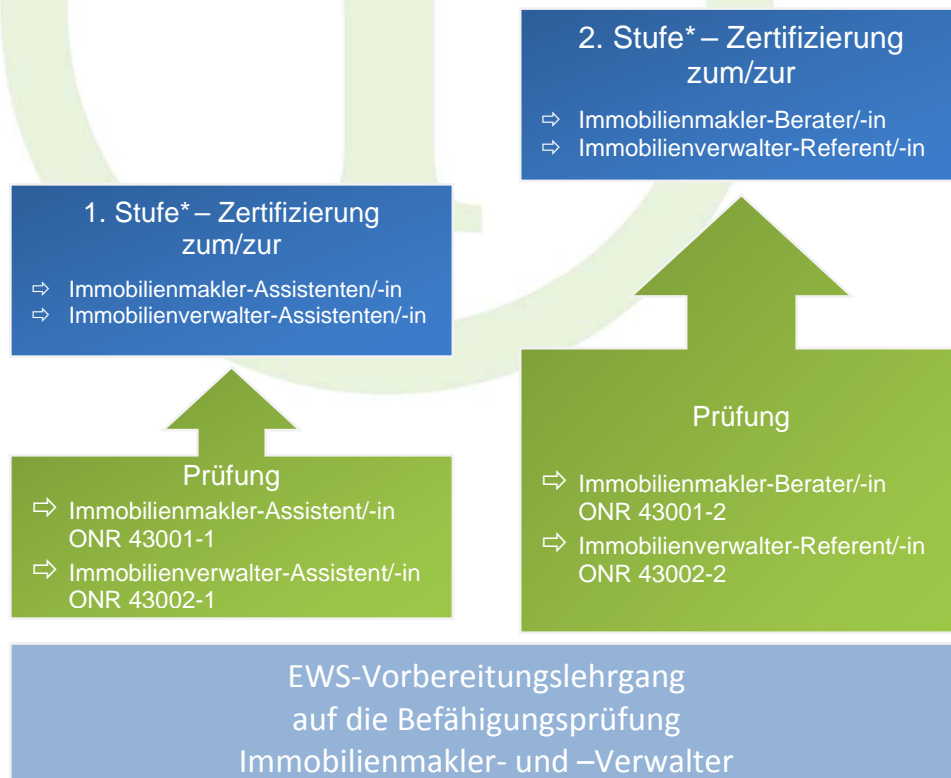 2. Stufe* – Zertifizierung
zum/zur
⇨ Immobilienmakler-Berater/-in
⇨ Immobilienverwalter-Referent/-in
1. Stufe* – Zertifizierung
zum/zur
⇨ Immobilienmakler-Assistenten/-in
⇨ Immobilienverwalter-Assistenten/-in
Prüfung
⇨ Immobilienmakler-Assistent/-in
ONR 43001-1
⇨ Immobilienverwalter-Assistent/-in
ONR 43002-1
Prüfung
⇨ Immobilienmakler-Berater/-in
ONR 43001-2
⇨ Immobilienverwalter-Referent/-in
ONR 43002-2
EWS-Vorbereitungslehrgang
auf die Befähigungsprüfung
Immobilienmakler- und –Verwalter